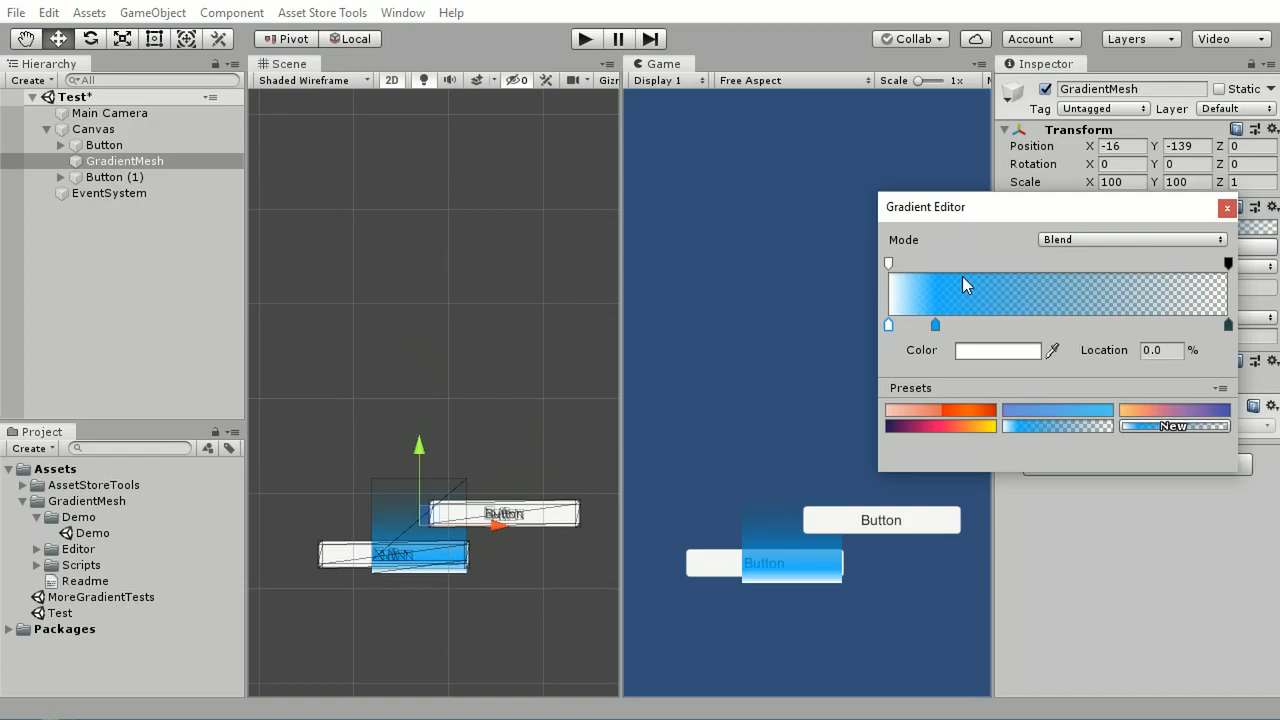 File Edit Assets GameObject Component Asset Store Tools Window Help
Pivot Local Collab Account Layers Video
Hierarchy
Create All
Test*
Main Camera
Canvas
Button
GradientMesh
Button (1)
EventSystem
Scene
Shaded Wireframe 2D 0 Giz
Button
Game
Display 1 Free Aspect Scale 1x
Button
Button
Inspector
GradientMesh Static
Tag Untagged Layer Default
Transform
Position X -16 Y -139 Z 0
Rotation X 0 Y 0 Z 0
Scale X 100 Y 100 Z 1
Gradient Editor x
Mode Blend
Color Location 0.0 %
Presets
New
Project
Create
Assets
AssetStoreTools
GradientMesh
Demo
Demo
Editor
Scripts
Readme
MoreGradientTests
Test
Packages